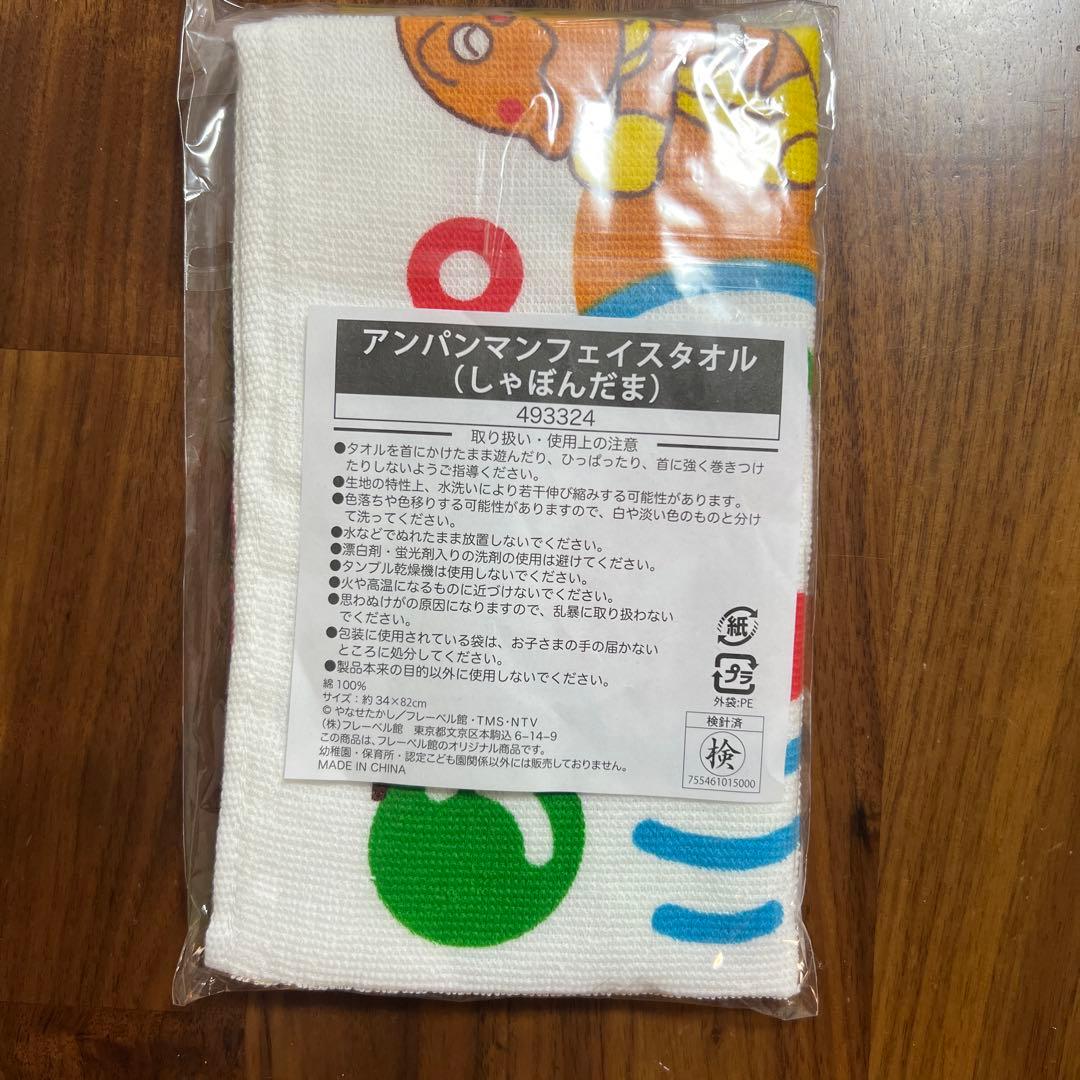 アンパンマンフェイスタオル
（しゃぼんだま）
493324
取り扱い・使用上の注意
●タオルを首にかけたまま遊んだり、ひっぱったり、首に強く巻きつけ
たりしないようご指導ください。
●生地の特性上、水洗いにより若干伸び縮みする可能性があります。
●色落ちや色移りする可能性がありますので、白や淡い色のものと分け
て洗ってください。
●水などでぬれたまま放置しないでください。
●漂白剤・蛍光剤入りの洗剤の使用は避けてください。
●タンブル乾燥機は使用しないでください。
●火や高温になるものに近づけないでください。
●思わぬけがの原因になりますので、乱暴に取り扱わない
でください。
●包装に使用されている袋は、お子さまの手の届かない
ところに処分してください。
●製品本来の目的以外に使用しないでください。
綿100%
サイズ：約34×82cm
© やなせたかし／フレーベル館・TMS・NTV
(株)フレーベル館 東京都文京区本駒込6-14-9
この商品は、フレーベル館のオリジナル商品です。
幼稚園・保育所・認定こども園関係以外には販売しておりません。
MADE IN CHINA
紙
プラ
外袋:PE
検針済
検
755461015000